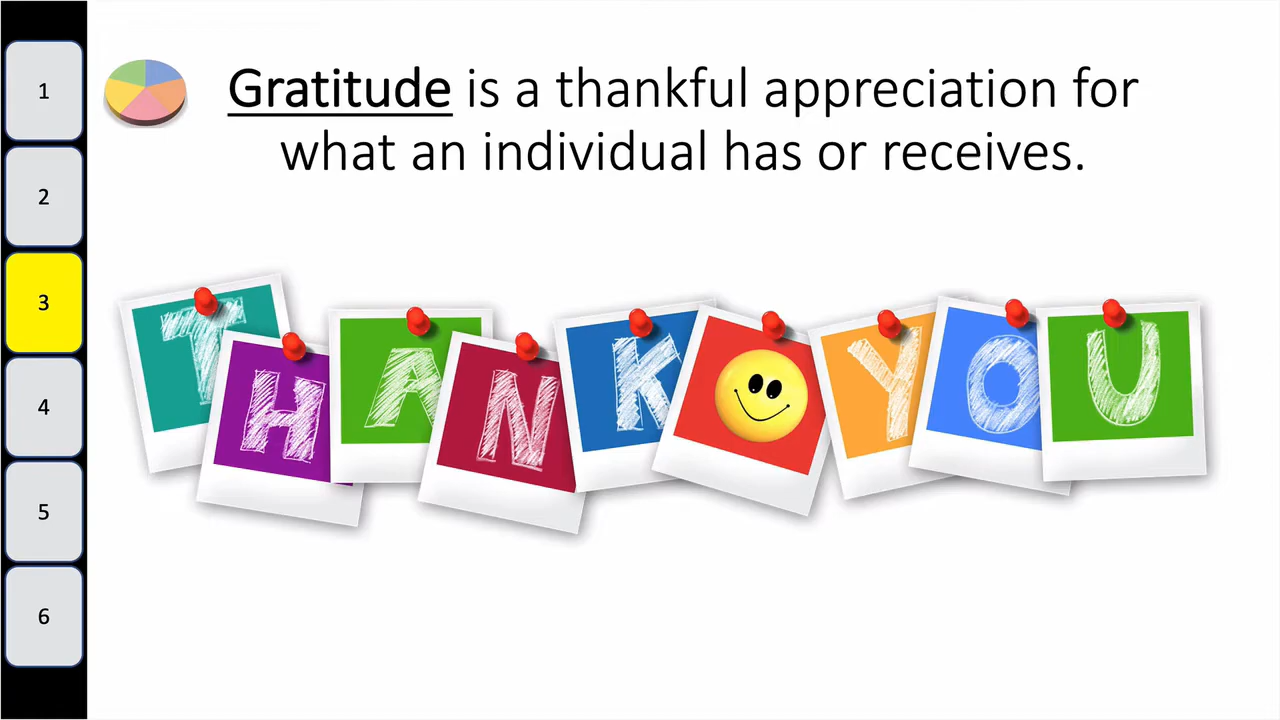 1
2
3
4
5
6
Gratitude is a thankful appreciation for
what an individual has or receives.
THANK YOU